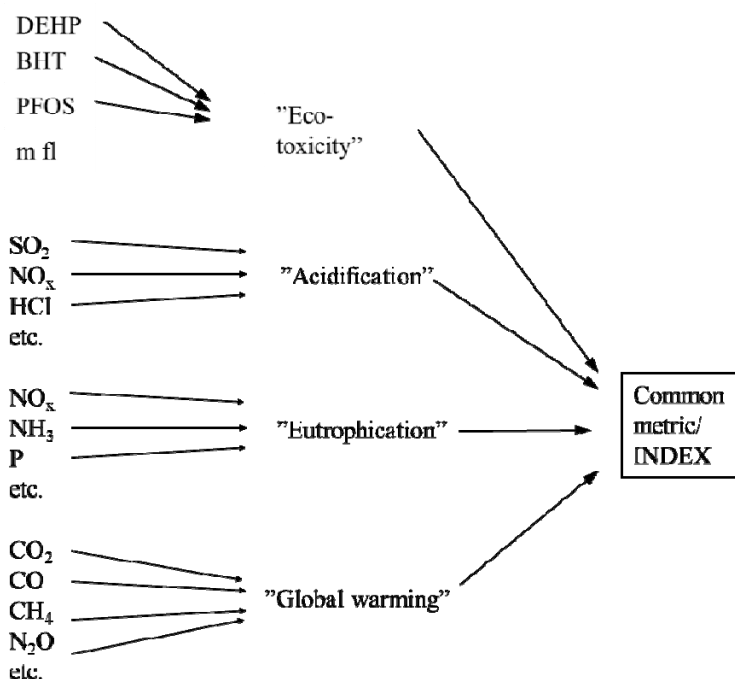 DEHP
BHT
PFOS
m fl
”Eco-
toxicity”
SO₂
NOₓ
HCl
etc.
”Acidification”
NOₓ
NH₃
P
etc.
”Eutrophication”
CO₂
CO
CH₄
N₂O
etc.
”Global warming”
Common
metric/
INDEX